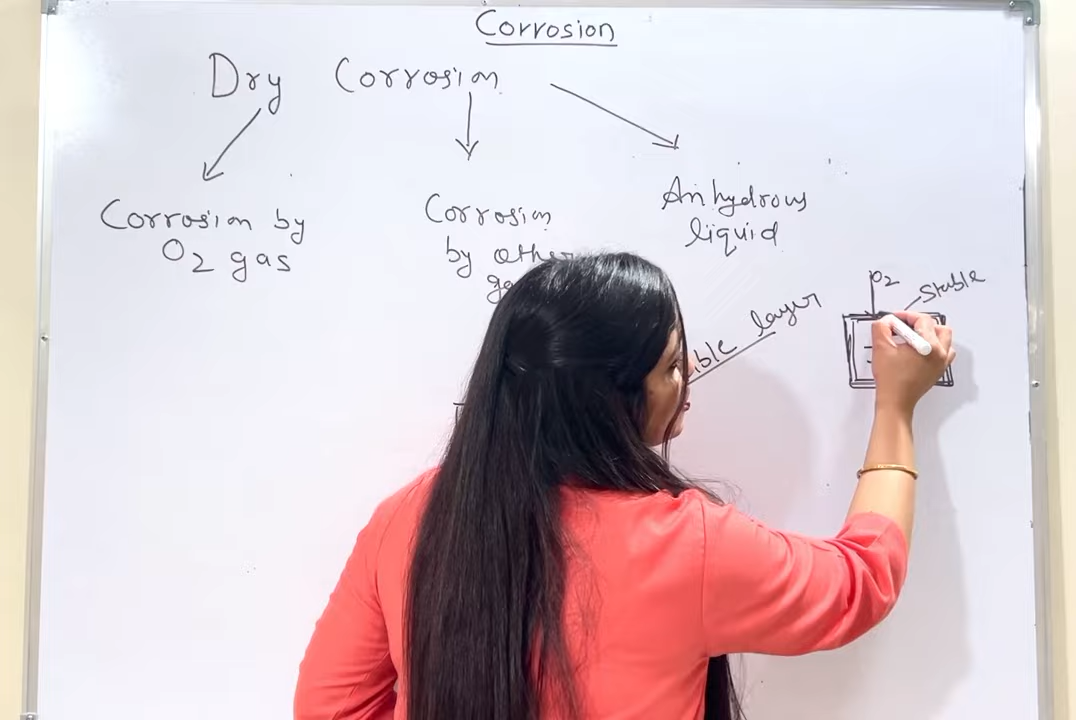 Corrosion
Dry Corrosion
Corrosion by
O2 gas
Corrosion
by
Anhydrous
liquid
O2
Stable
layer